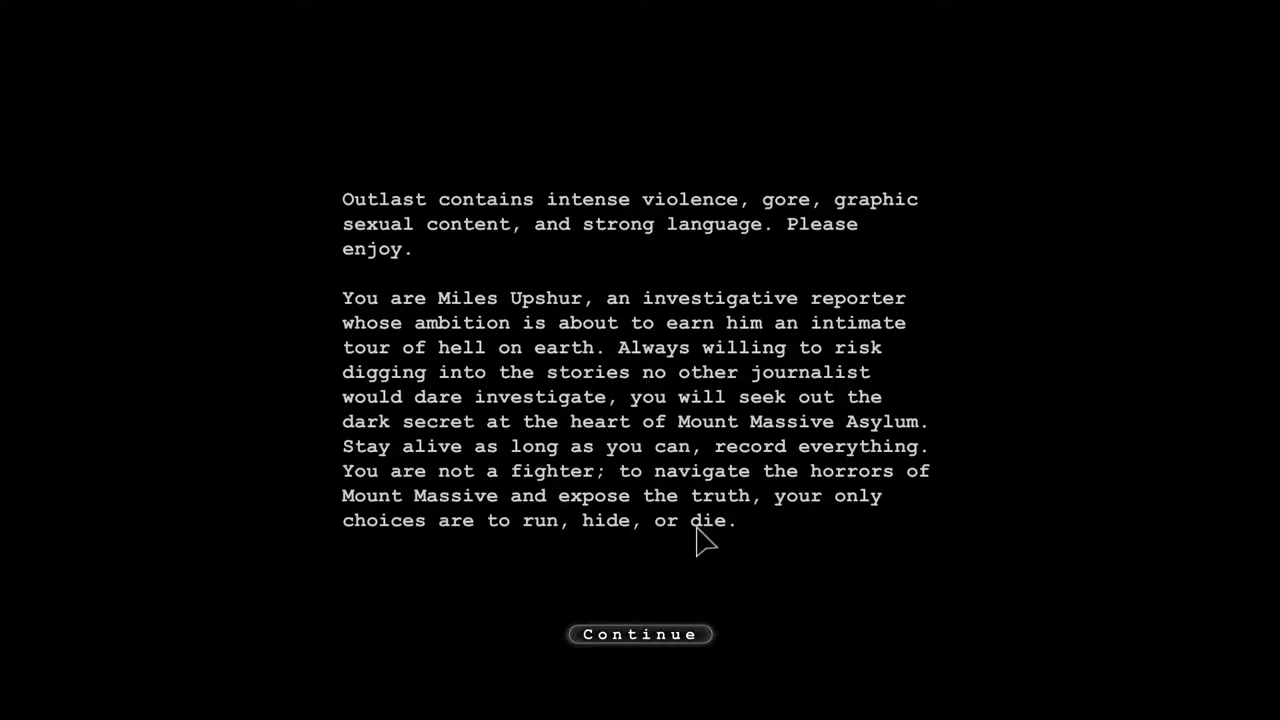 Outlast contains intense violence, gore, graphic
sexual content, and strong language. Please
enjoy.
You are Miles Upshur, an investigative reporter
whose ambition is about to earn him an intimate
tour of hell on earth. Always willing to risk
digging into the stories no other journalist
would dare investigate, you will seek out the
dark secret at the heart of Mount Massive Asylum.
Stay alive as long as you can, record everything.
You are not a fighter; to navigate the horrors of
Mount Massive and expose the truth, your only
choices are to run, hide, or die.
Continue